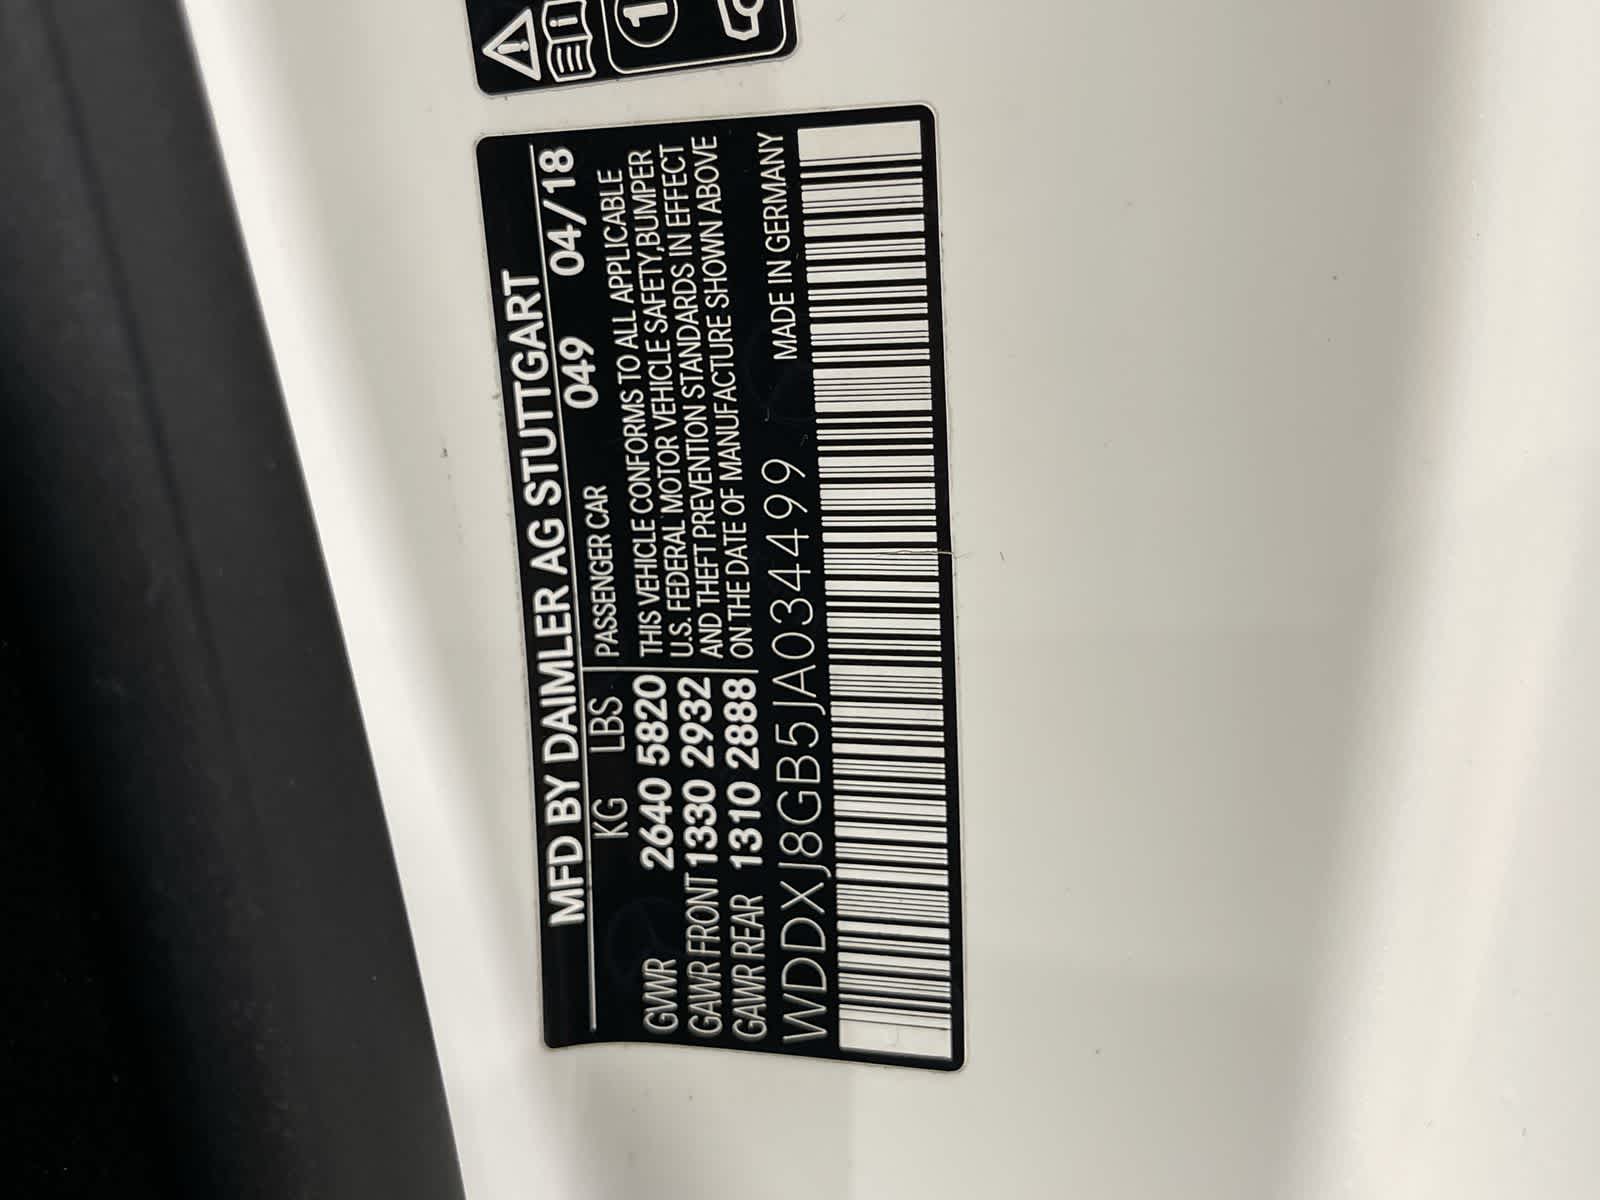 1
MFD BY DAIMLER AG STUTTGART
049 04/18
KG LBS PASSENGER CAR
GVWR 2640 5820
GAWR FRONT 1330 2932
GAWR REAR 1310 2888
THIS VEHICLE CONFORMS TO ALL APPLICABLE
U.S. FEDERAL MOTOR VEHICLE SAFETY, BUMPER
AND THEFT PREVENTION STANDARDS IN EFFECT
ON THE DATE OF MANUFACTURE SHOWN ABOVE
WDDXJ8GB5JA034499 MADE IN GERMANY